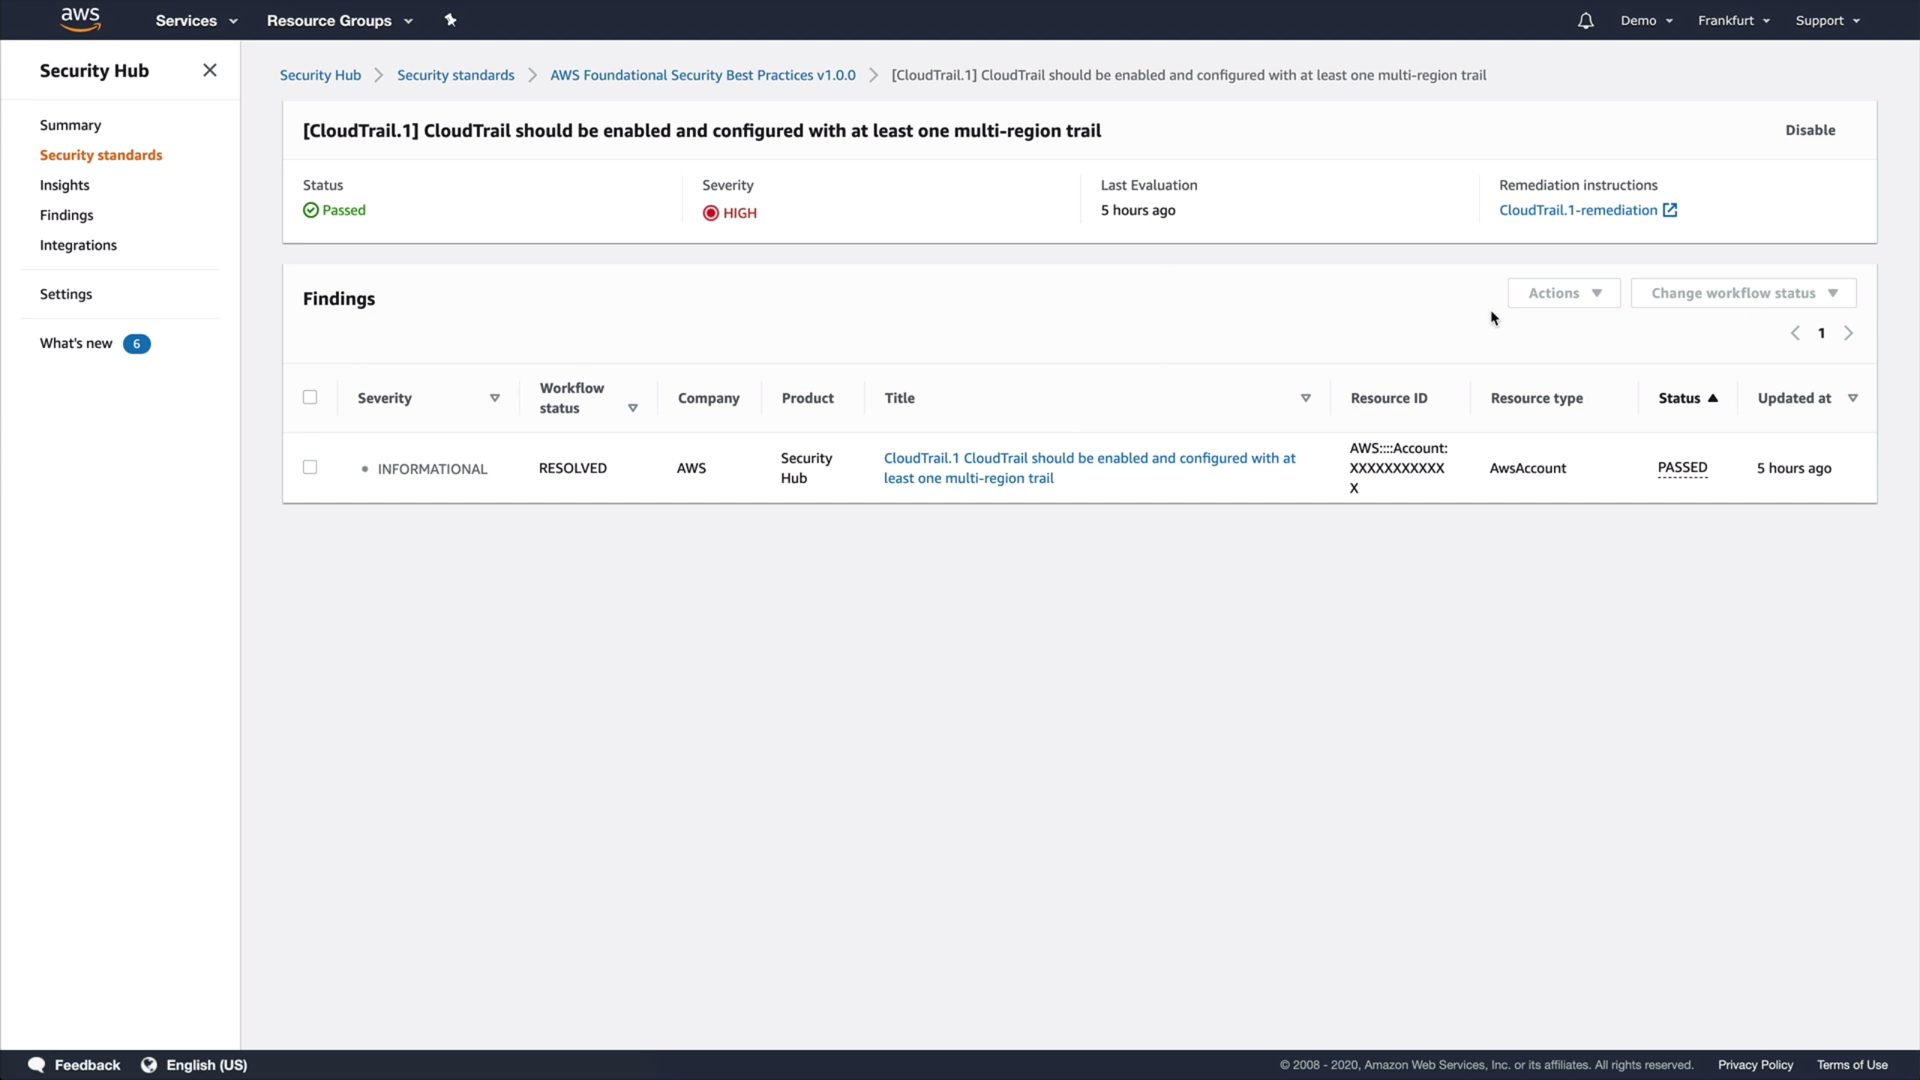 aws Services Resource Groups Demo Frankfurt Support
Security Hub
Summary
Security standards
Insights
Findings
Integrations
Settings
What's new 6
Security Hub Security standards AWS Foundational Security Best Practices v1.0.0 [CloudTrail.1] CloudTrail should be enabled and configured with at least one multi-region trail
[CloudTrail.1] CloudTrail should be enabled and configured with at least one multi-region trail Disable
Status Severity Last Evaluation Remediation instructions
Passed HIGH 5 hours ago CloudTrail.1-remediation
Findings Actions Change workflow status
1
Severity Workflow status Company Product Title Resource ID Resource type Status Updated at
INFORMATIONAL RESOLVED AWS Security Hub CloudTrail.1 CloudTrail should be enabled and configured with at least one multi-region trail AWS::::Account:XXXXXXXXXXXX AwsAccount PASSED 5 hours ago
Feedback English (US) © 2008 - 2020, Amazon Web Services, Inc. or its affiliates. All rights reserved. Privacy Policy Terms of Use